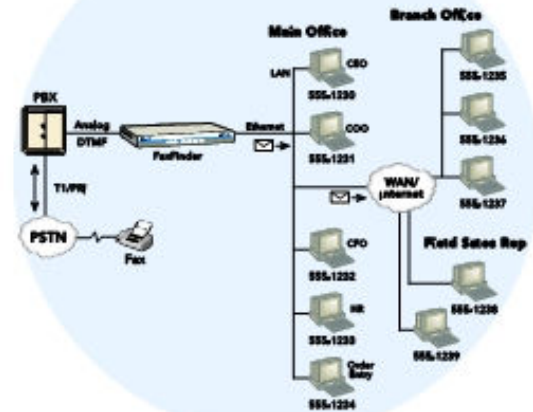 Main Office
Branch Office
LAN
CEO
555-1230
555-1235
PBX
Analog
DTMF
FaxFinder
Ethernet
COO
555-1231
555-1236
T1/PRI
WAN/
Internet
555-1237
PSTN
Fax
CFO
555-1232
Field Sales Rep
555-1238
HR
555-1233
555-1239
Order
Entry
555-1234